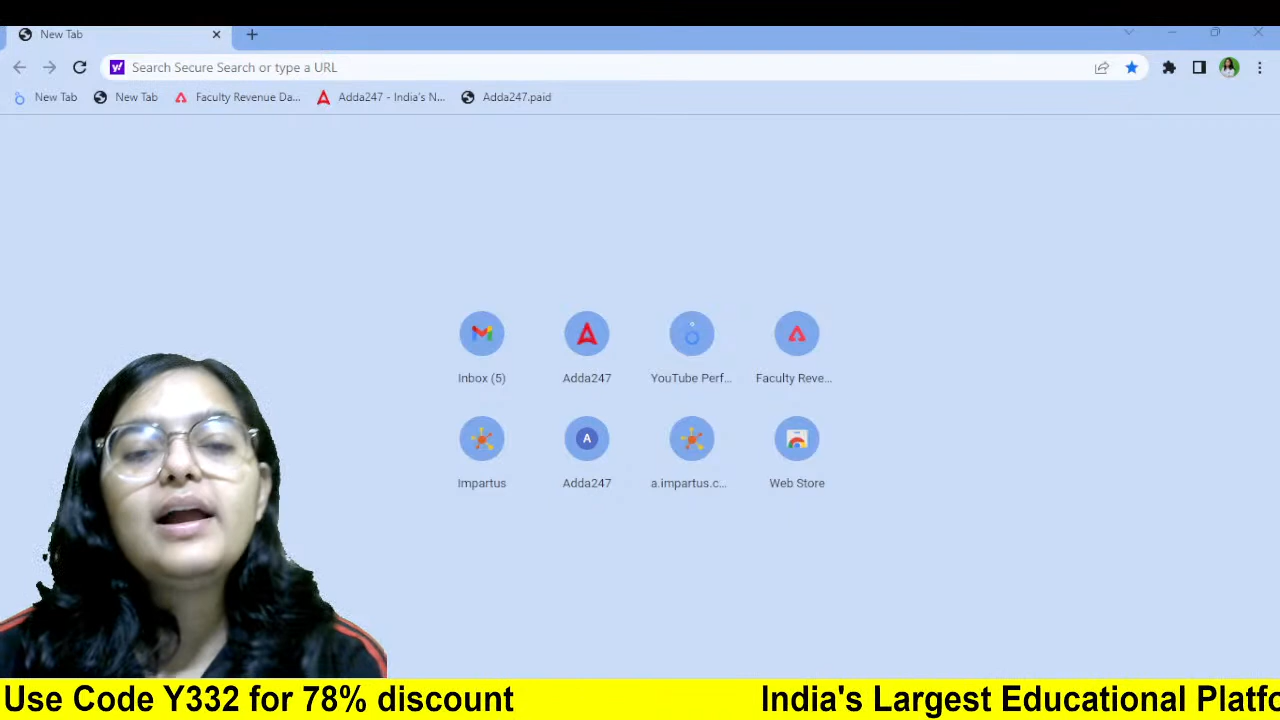 New Tab
Search Secure Search or type a URL
New Tab
New Tab
Faculty Revenue Da...
Adda247 - India's N...
Adda247.paid
Inbox (5)
Adda247
YouTube Perf...
Faculty Reve...
A
Impartus
Adda247
a.impartus.c...
Web Store
Use Code Y332 for 78% discount
India's Largest Educational Platfo